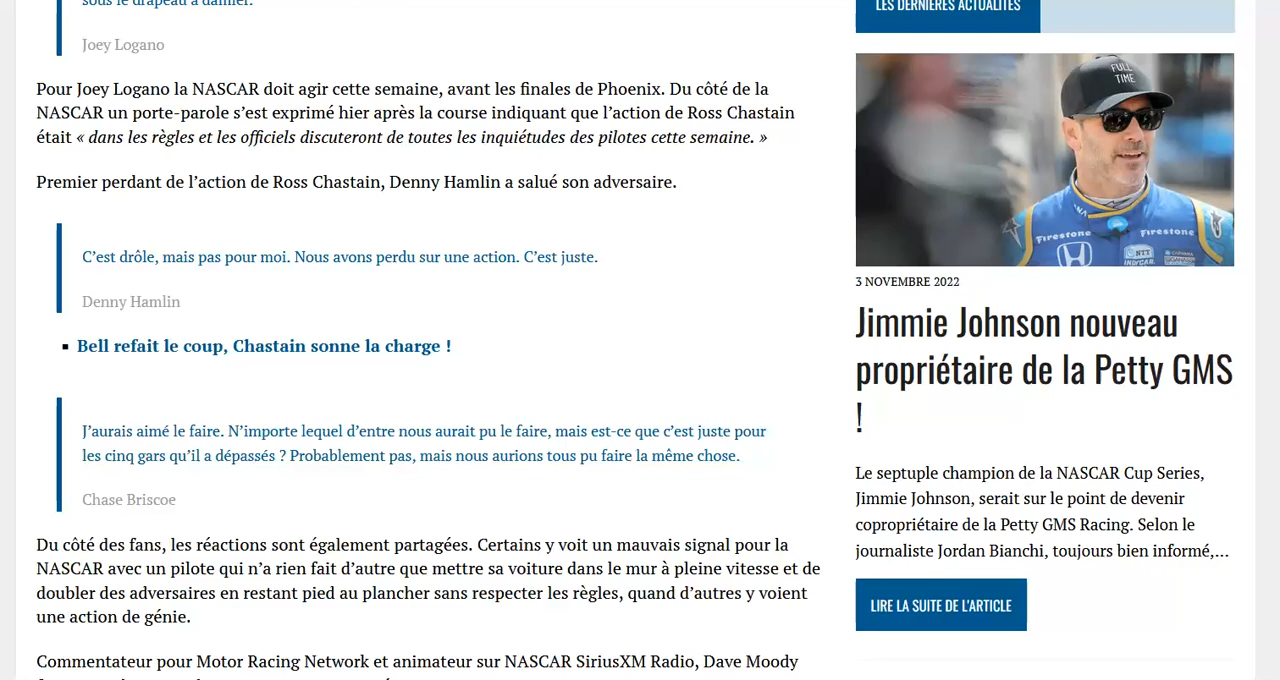 sous le drapeau à damier.
Joey Logano
Pour Joey Logano la NASCAR doit agir cette semaine, avant les finales de Phoenix. Du côté de la
NASCAR un porte-parole s’est exprimé hier après la course indiquant que l’action de Ross Chastain
était « dans les règles et les officiels discuteront de toutes les inquiétudes des pilotes cette semaine. »
Premier perdant de l’action de Ross Chastain, Denny Hamlin a salué son adversaire.
C’est drôle, mais pas pour moi. Nous avons perdu sur une action. C’est juste.
Denny Hamlin
Bell refait le coup, Chastain sonne la charge !
J’aurais aimé le faire. N’importe lequel d’entre nous aurait pu le faire, mais est-ce que c’est juste pour
les cinq gars qu’il a dépassés ? Probablement pas, mais nous aurions tous pu faire la même chose.
Chase Briscoe
Du côté des fans, les réactions sont également partagées. Certains y voit un mauvais signal pour la
NASCAR avec un pilote qui n’a rien fait d’autre que mettre sa voiture dans le mur à pleine vitesse et de
doubler des adversaires en restant pied au plancher sans respecter les règles, quand d’autres y voient
une action de génie.
Commentateur pour Motor Racing Network et animateur sur NASCAR SiriusXM Radio, Dave Moody
LES DERNIÈRES ACTUALITÉS
FULL
TIME
Firestone
Firestone
HONDA
INDYCAR
3 NOVEMBRE 2022
Jimmie Johnson nouveau
propriétaire de la Petty GMS
!
Le septuple champion de la NASCAR Cup Series,
Jimmie Johnson, serait sur le point de devenir
copropriétaire de la Petty GMS Racing. Selon le
journaliste Jordan Bianchi, toujours bien informé,...
LIRE LA SUITE DE L’ARTICLE